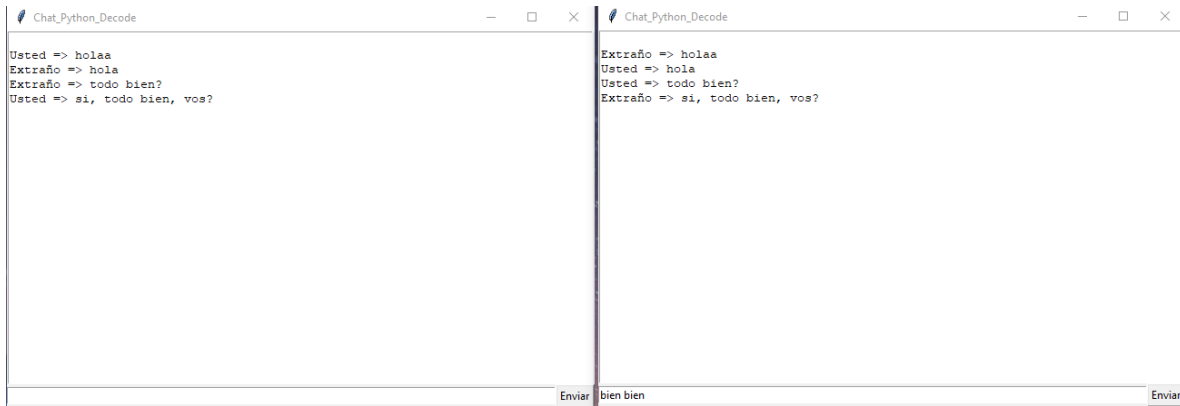 Chat_Python_Decode
Usted => holaa
Extraño => hola
Extraño => todo bien?
Usted => si, todo bien, vos?
Enviar
Chat_Python_Decode
Extraño => holaa
Usted => hola
Usted => todo bien?
Extraño => si, todo bien, vos?
bien bien
Enviar